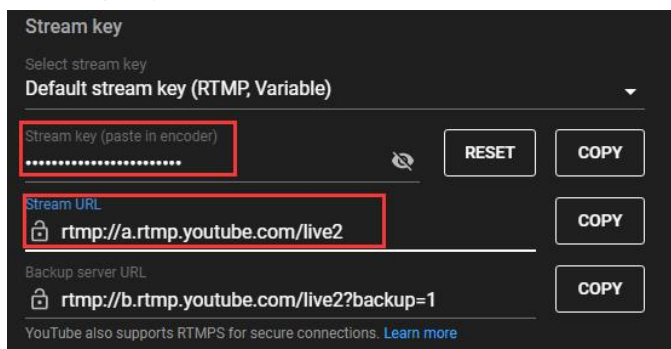 Stream key
Select stream key
Default stream key (RTMP, Variable)
Stream key (paste in encoder)
••••••••••••••••••••••••
RESET
COPY
Stream URL
rtmp://a.rtmp.youtube.com/live2
COPY
Backup server URL
rtmp://b.rtmp.youtube.com/live2?backup=1
COPY
YouTube also supports RTMPS for secure connections. Learn more